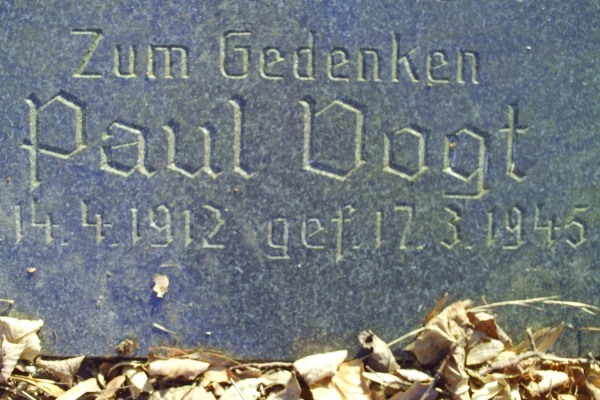 Zum Gedenken
Paul Vogt
14.4.1912 gef. 17.3.1945